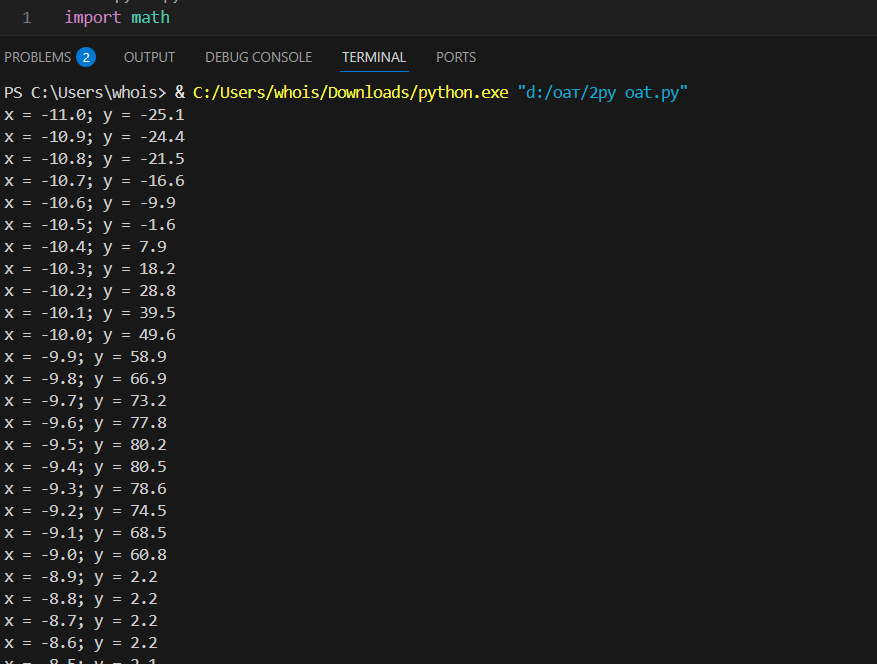 1 import math
PROBLEMS 2 OUTPUT DEBUG CONSOLE TERMINAL PORTS
PS C:\Users\whois> & C:/Users/whois/Downloads/python.exe "d:/оат/2py oat.py"
x = -11.0; y = -25.1
x = -10.9; y = -24.4
x = -10.8; y = -21.5
x = -10.7; y = -16.6
x = -10.6; y = -9.9
x = -10.5; y = -1.6
x = -10.4; y = 7.9
x = -10.3; y = 18.2
x = -10.2; y = 28.8
x = -10.1; y = 39.5
x = -10.0; y = 49.6
x = -9.9; y = 58.9
x = -9.8; y = 66.9
x = -9.7; y = 73.2
x = -9.6; y = 77.8
x = -9.5; y = 80.2
x = -9.4; y = 80.5
x = -9.3; y = 78.6
x = -9.2; y = 74.5
x = -9.1; y = 68.5
x = -9.0; y = 60.8
x = -8.9; y = 2.2
x = -8.8; y = 2.2
x = -8.7; y = 2.2
x = -8.6; y = 2.2
x = -8.5; y = 2.1